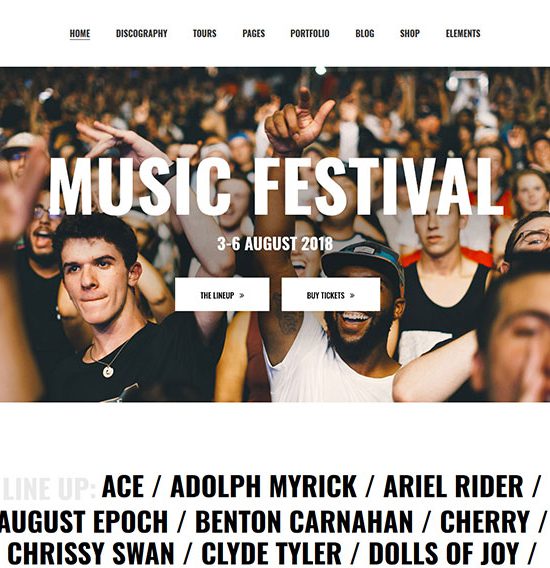 HOME DISCOGRAPHY TOURS PAGES PORTFOLIO BLOG SHOP ELEMENTS
MUSIC FESTIVAL
3-6 AUGUST 2018
THE LINEUP » BUY TICKETS »
LINE UP: ACE / ADOLPH MYRICK / ARIEL RIDER /
AUGUST EPOCH / BENTON CARNAHAN / CHERRY /
CHRISSY SWAN / CLYDE TYLER / DOLLS OF JOY /